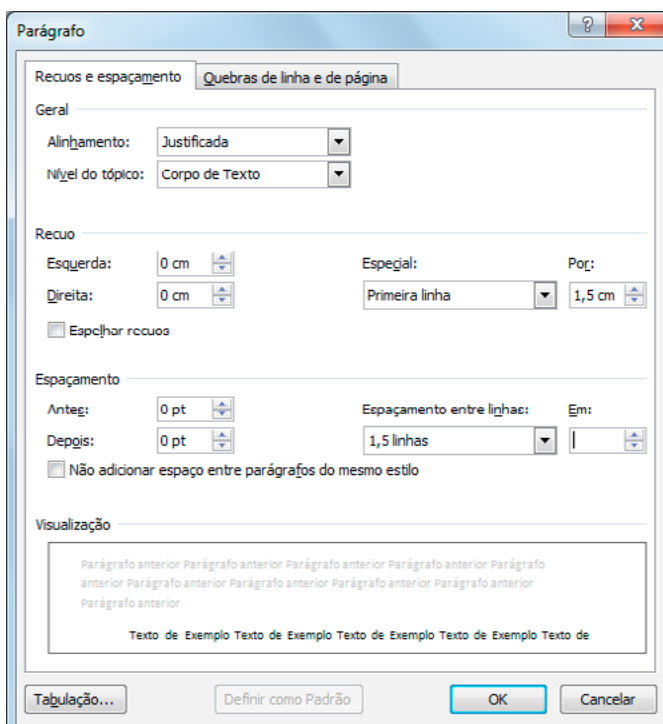 Parágrafo
Recuos e espaçamento Quebras de linha e de página
Geral
Alinhamento: Justificada
Nível do tópico: Corpo de Texto
Recuo
Esquerda: 0 cm Especial: Por:
Direita: 0 cm Primeira linha 1,5 cm
Espelhar recuos
Espaçamento
Antes: 0 pt Espaçamento entre linhas: Em:
Depois: 0 pt 1,5 linhas
Não adicionar espaço entre parágrafos do mesmo estilo
Visualização
Parágrafo anterior Parágrafo anterior Parágrafo anterior Parágrafo anterior Parágrafo
anterior Parágrafo anterior Parágrafo anterior Parágrafo anterior Parágrafo anterior
Parágrafo anterior
Texto de Exemplo Texto de Exemplo Texto de Exemplo Texto de Exemplo Texto de
Tabulação... Definir como Padrão OK Cancelar